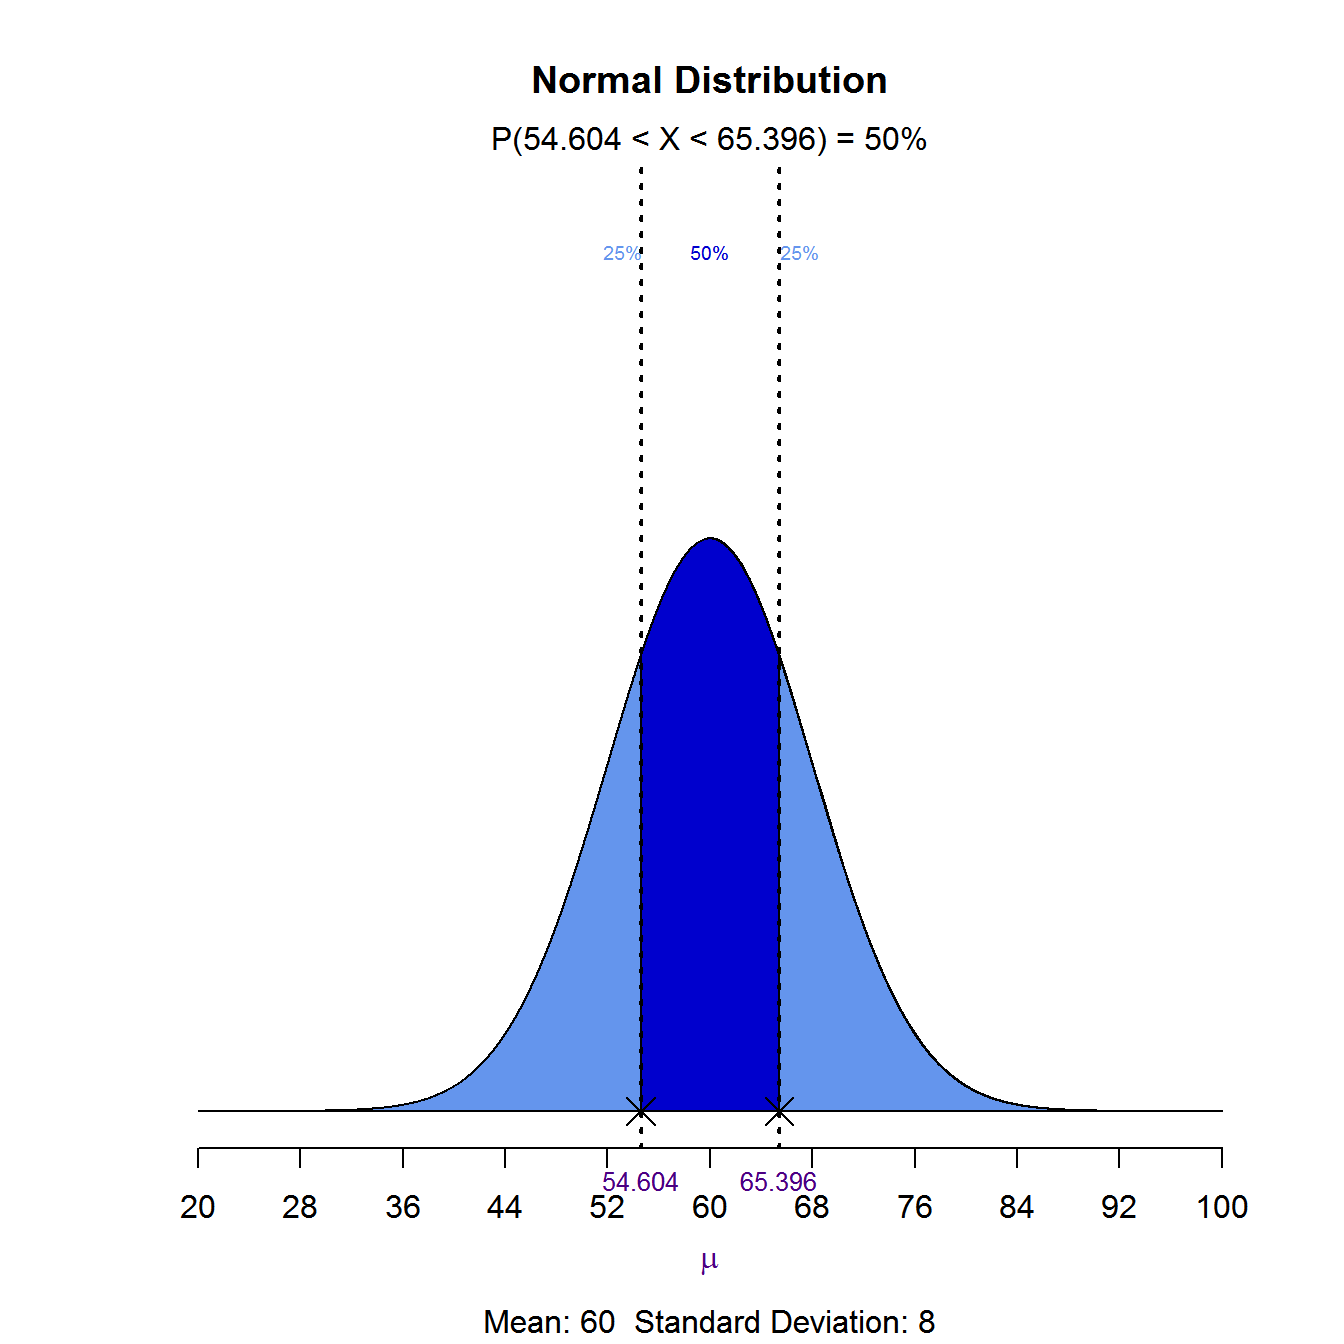 Normal Distribution
P(54.604 < X < 65.396) = 50%
25% 50% 25%
54.604 65.396
20 28 36 44 52 60 68 76 84 92 100
μ
Mean: 60  Standard Deviation: 8